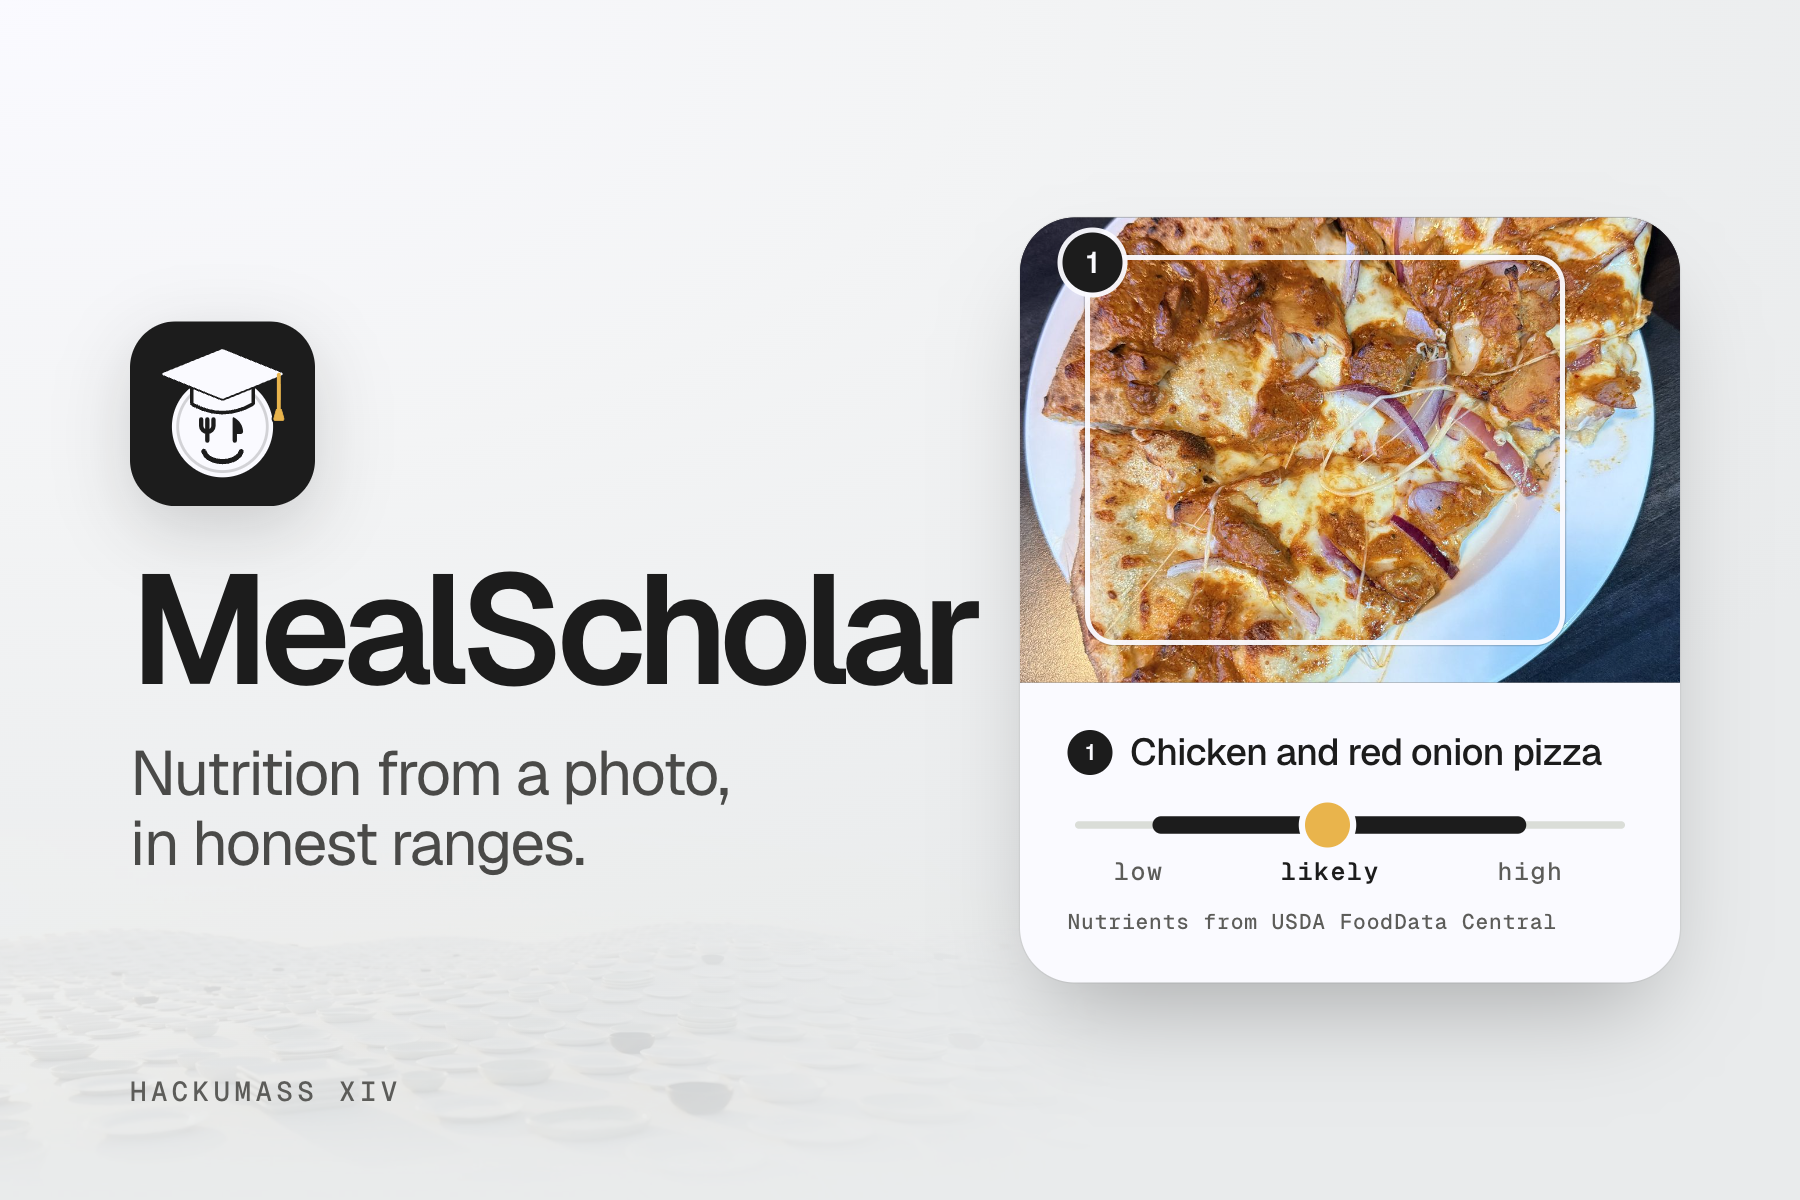 MealScholar
Nutrition from a photo,
in honest ranges.
HACKUMASS XIV
1
1 Chicken and red onion pizza
low likely high
Nutrients from USDA FoodData Central